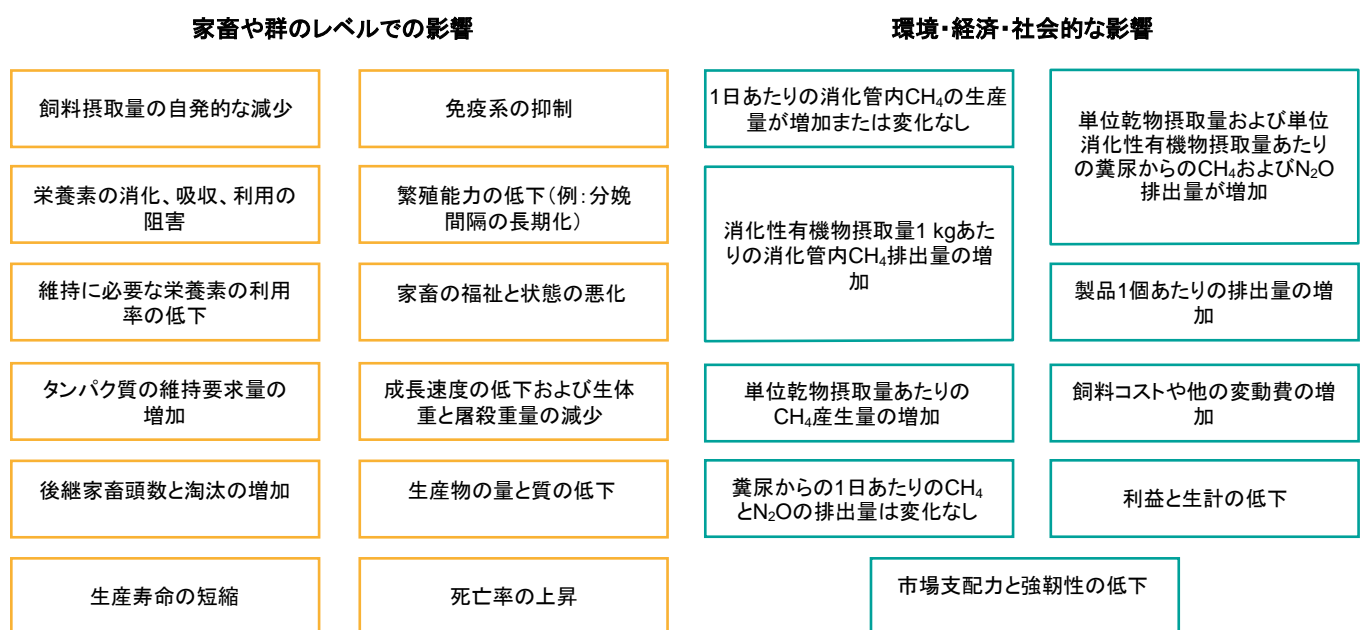 家畜や群のレベルでの影響
飼料摂取量の自発的な減少
免疫系の抑制
栄養素の消化、吸収、利用の
阻害
繁殖能力の低下（例：分娩
間隔の長期化）
維持に必要な栄養素の利用
率の低下
家畜の福祉と状態の悪化
タンパク質の維持要求量の
増加
成長速度の低下および生体
重と屠殺重量の減少
後継家畜頭数と淘汰の増加
生産物の量と質の低下
生産寿命の短縮
死亡率の上昇
環境・経済・社会的な影響
1日あたりの消化管内CH₄の生産
量が増加または変化なし
単位乾物摂取量および単位
消化性有機物摂取量あたり
の糞尿からのCH₄およびN₂O
排出量が増加
消化性有機物摂取量1 kgあた
りの消化管内CH₄排出量の増
加
製品1個あたりの排出量の増
加
単位乾物摂取量あたりの
CH₄産生量の増加
飼料コストや他の変動費の増
加
糞尿からの1日あたりのCH₄
とN₂Oの排出量は変化なし
利益と生計の低下
市場支配力と強靭性の低下